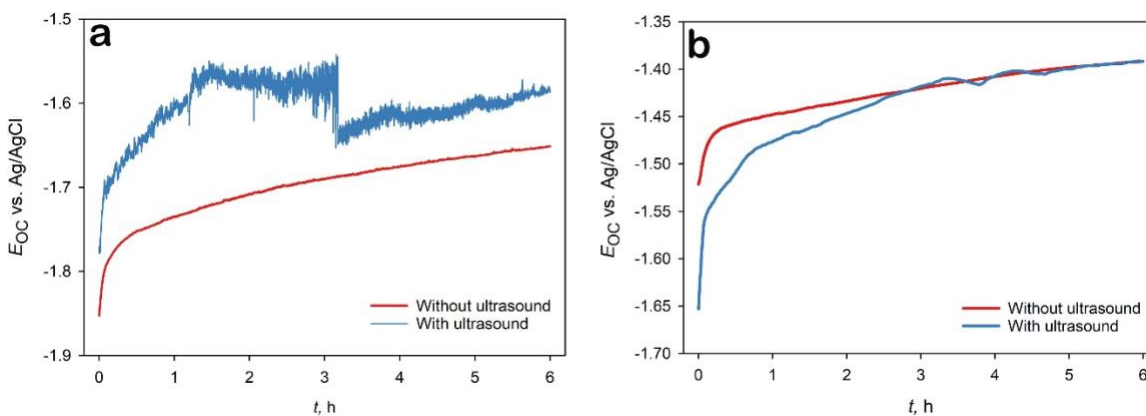 a
-1.5
-1.6
-1.7
-1.8
-1.9
E_OC vs. Ag/AgCl
0 1 2 3 4 5 6
t, h
Without ultrasound
With ultrasound
b
-1.35
-1.40
-1.45
-1.50
-1.55
-1.60
-1.65
-1.70
E_OC vs. Ag/AgCl
0 1 2 3 4 5 6
t, h
Without ultrasound
With ultrasound